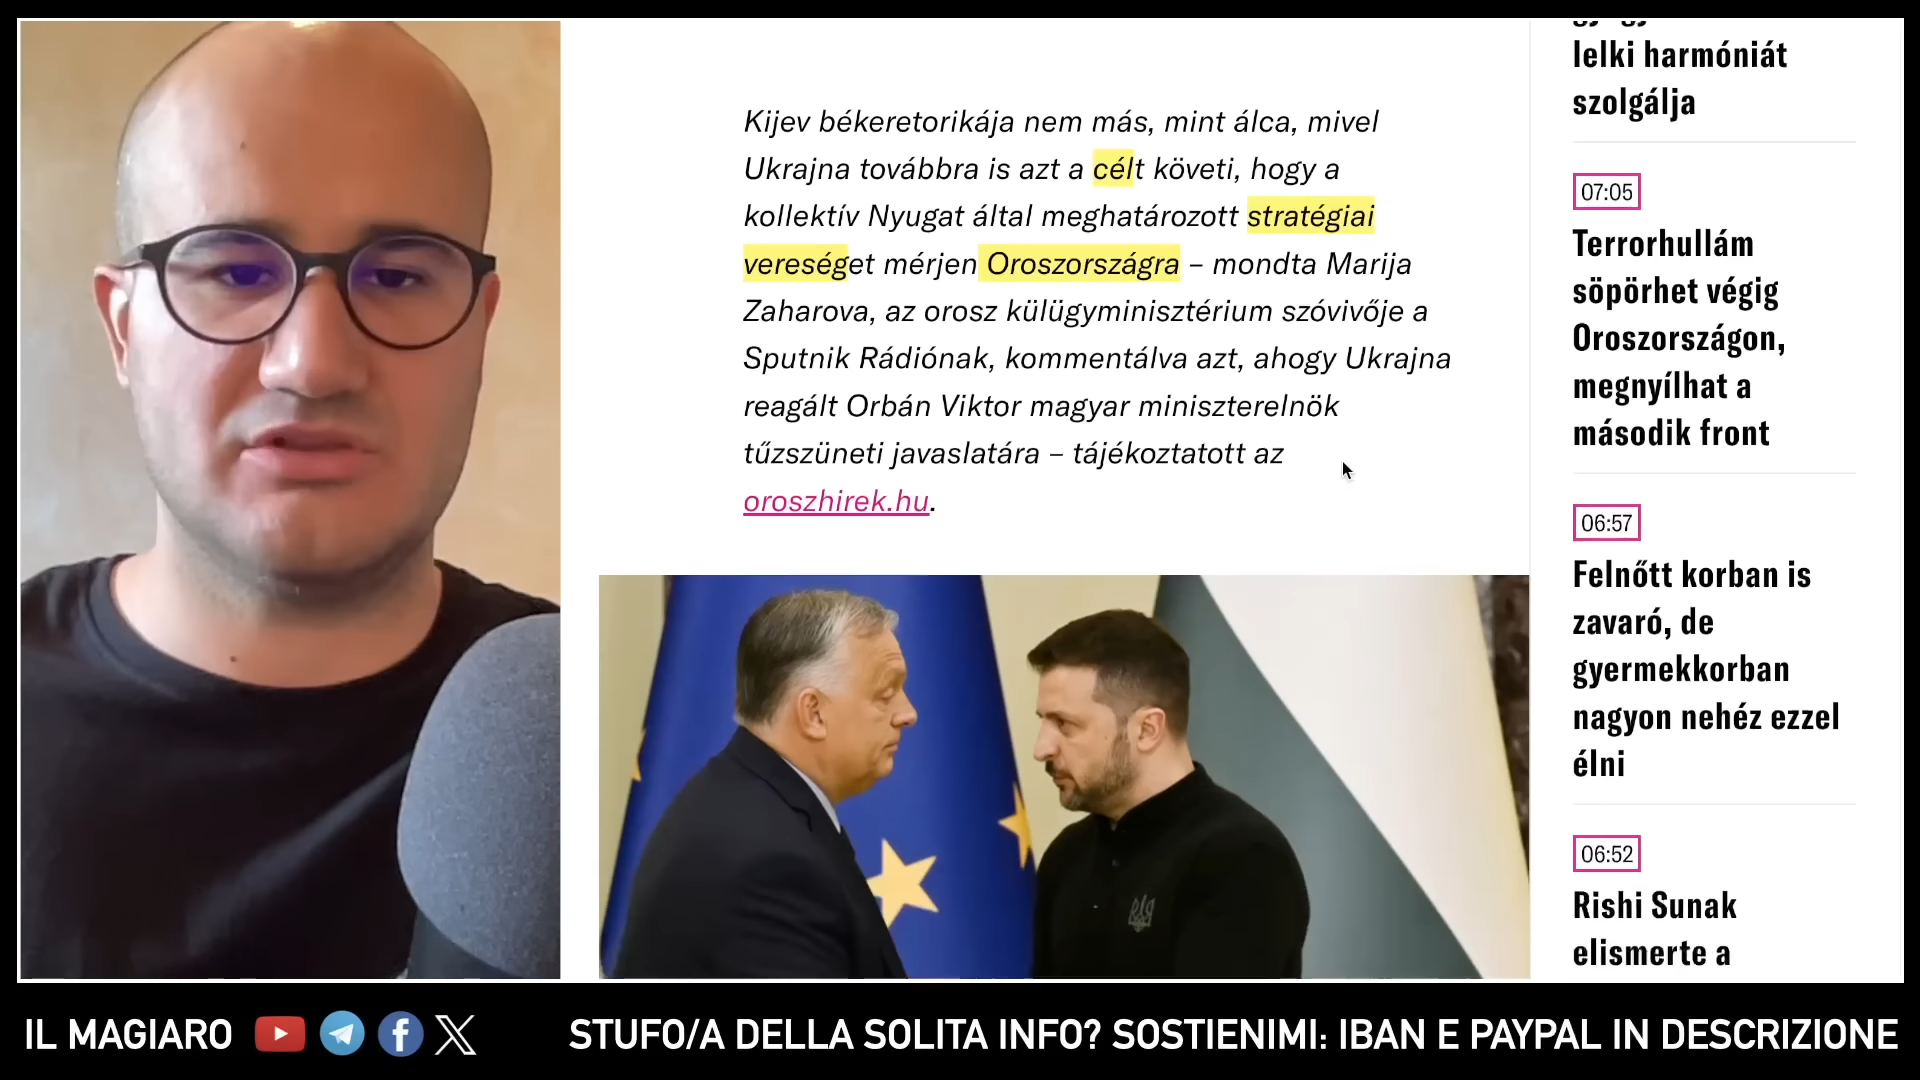 Kijev békeretorikája nem más, mint álca, mivel
Ukrajna továbbra is azt a célt követi, hogy a
kollektív Nyugat által meghatározott stratégiai
vereséget mérjen Oroszországra – mondta Marija
Zaharova, az orosz külügyminisztérium szóvivője a
Sputnik Rádiónak, kommentálva azt, ahogy Ukrajna
reagált Orbán Viktor magyar miniszterelnök
tűzszüneti javaslatára – tájékoztatott az
oroszhirek.hu.
lelki harmóniát
szolgálja
07:05
Terrorhullám
söpörhet végig
Oroszországon,
megnyílhat a
második front
06:57
Felnőtt korban is
zavaró, de
gyermekkorban
nagyon nehéz ezzel
élni
06:52
Rishi Sunak
elismerte a
IL MAGIARO
STUFO/A DELLA SOLITA INFO? SOSTIENIMI: IBAN E PAYPAL IN DESCRIZIONE